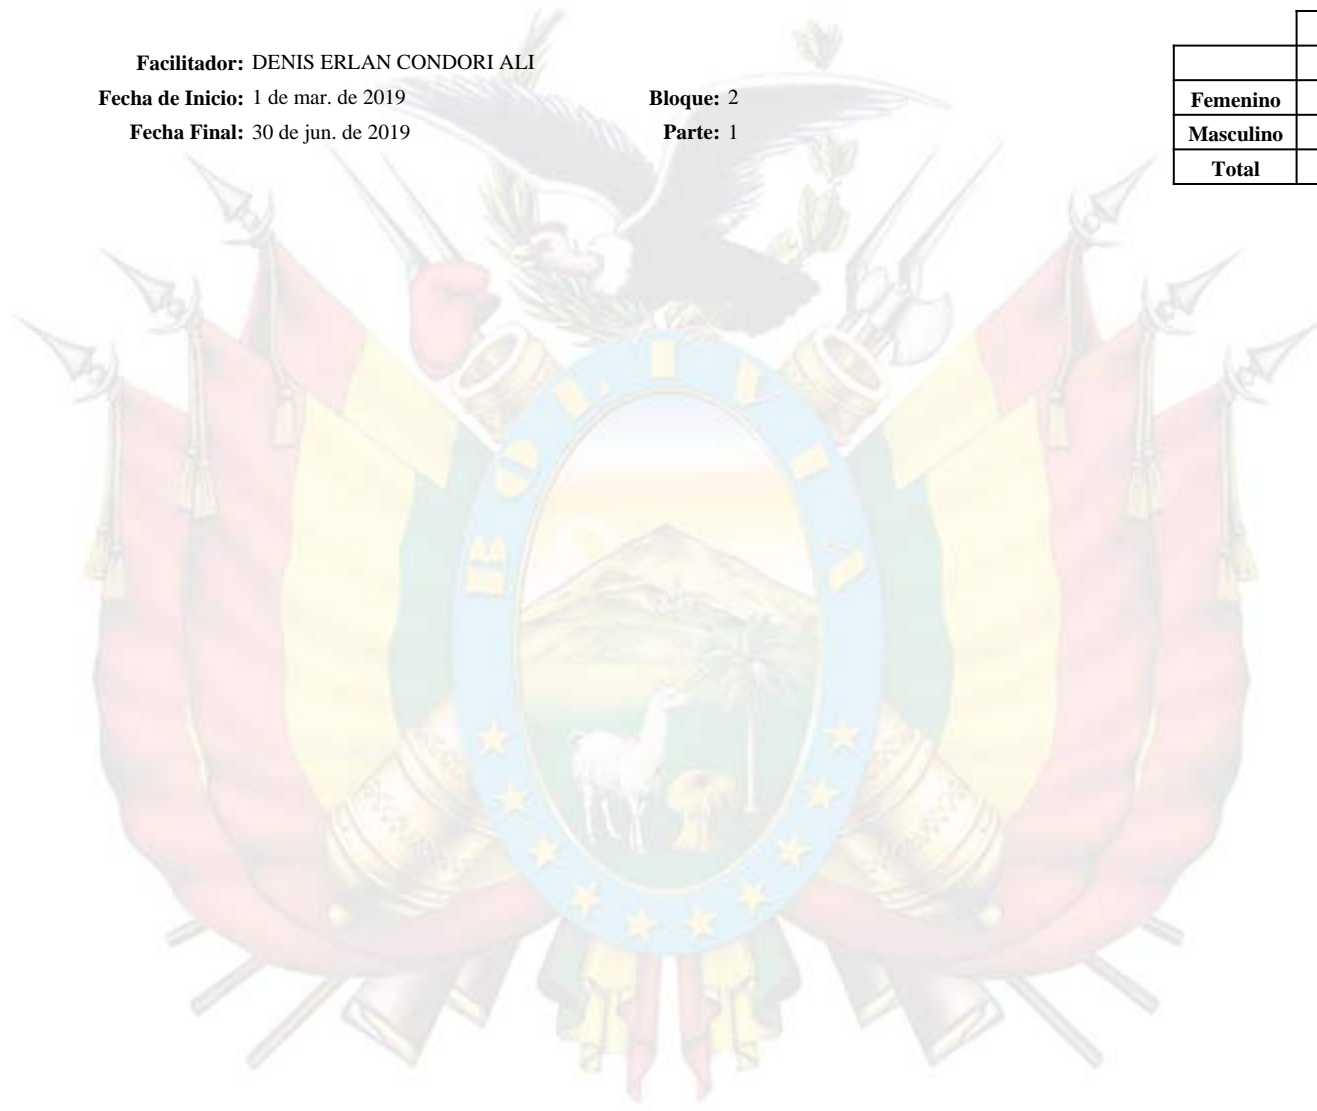 Facilitador: DENIS ERLAN CONDORI ALI
Fecha de Inicio: 1 de mar. de 2019 Bloque: 2
Fecha Final: 30 de jun. de 2019 Parte: 1
Femenino
Masculino
Total
BOLIVIA